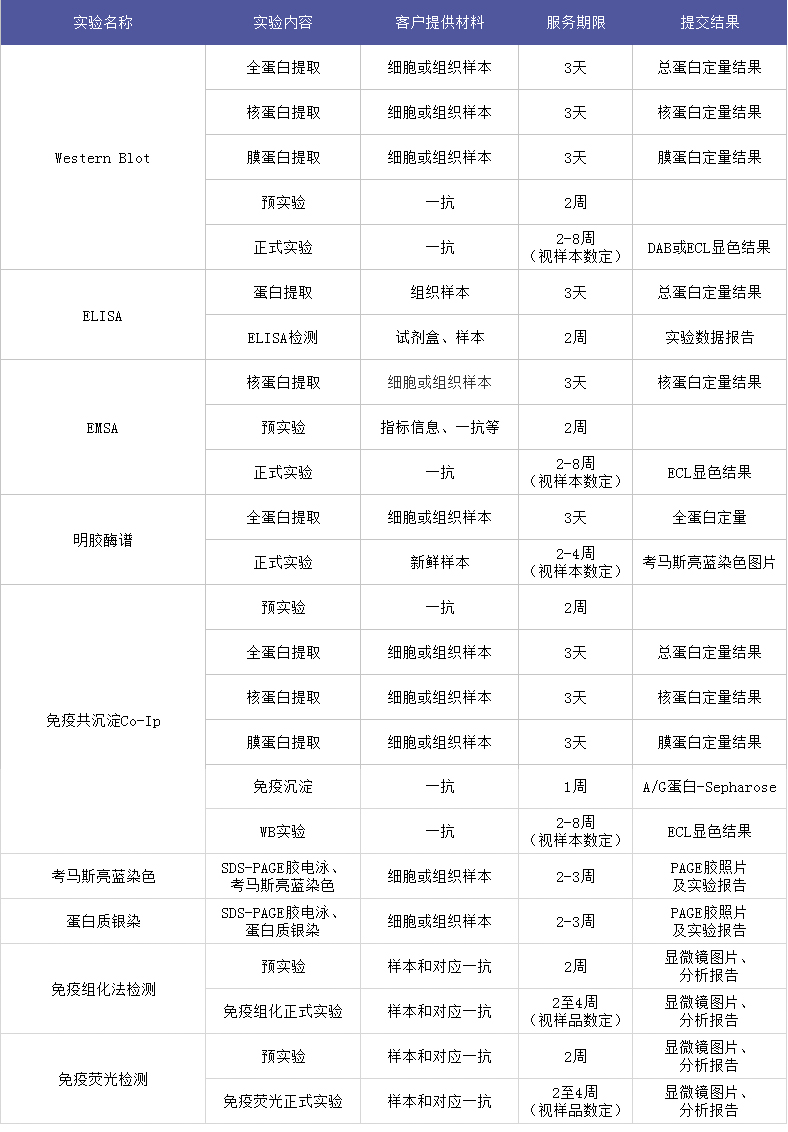 实验名称 实验内容 客户提供材料 服务期限 提交结果
Western Blot
全蛋白提取 细胞或组织样本 3天 总蛋白定量结果
核蛋白提取 细胞或组织样本 3天 核蛋白定量结果
膜蛋白提取 细胞或组织样本 3天 膜蛋白定量结果
预实验 一抗 2周
正式实验 一抗 2-8周
(视样本数定) DAB或ECL显色结果
ELISA
蛋白提取 组织样本 3天 总蛋白定量结果
ELISA检测 试剂盒、样本 2周 实验数据报告
EMSA
核蛋白提取 细胞或组织样本 3天 核蛋白定量结果
预实验 指标信息、一抗等 2周
正式实验 一抗 2-8周
(视样本数定) ECL显色结果
明胶酶谱
全蛋白提取 细胞或组织样本 3天 全蛋白定量
正式实验 新鲜样本 2-4周
(视样本数定) 考马斯亮蓝染色图片
免疫共沉淀Co-Ip
预实验 一抗 2周
全蛋白提取 细胞或组织样本 3天 总蛋白定量结果
核蛋白提取 细胞或组织样本 3天 核蛋白定量结果
膜蛋白提取 细胞或组织样本 3天 膜蛋白定量结果
免疫沉淀 一抗 1周 A/G蛋白-Sepharose
WB实验 一抗 2-8周
(视样本数定) ECL显色结果
考马斯亮蓝染色 SDS-PAGE胶电泳、
考马斯亮蓝染色 细胞或组织样本 2-3周 PAGE胶照片
及实验报告
蛋白质银染 SDS-PAGE胶电泳、
蛋白质银染 细胞或组织样本 2-3周 PAGE胶照片
及实验报告
免疫组化法检测
预实验 样本和对应一抗 2周 显微镜图片、
分析报告
免疫组化正式实验 样本和对应一抗 2至4周
(视样品数定) 显微镜图片、
分析报告
免疫荧光检测
预实验 样本和对应一抗 2周 显微镜图片、
分析报告
免疫荧光正式实验 样本和对应一抗 2至4周
(视样品数定) 显微镜图片、
分析报告